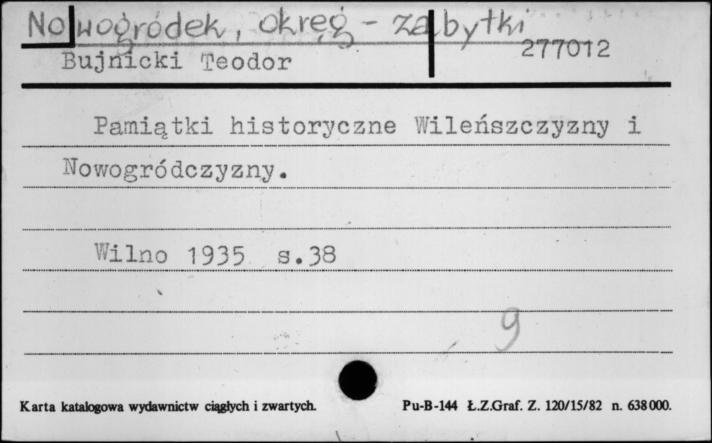 Nowogródek, okręg - zabytki
277012
Bujnicki Teodor
Pamiątki historyczne Wileńszczyzny i
Nowogródczyzny.
Wilno 1935 s.38
9
Karta katalogowa wydawnictw ciągłych i zwartych. Pu-B-144 Ł.Z.Graf. Z. 120/15/82 n. 638000.